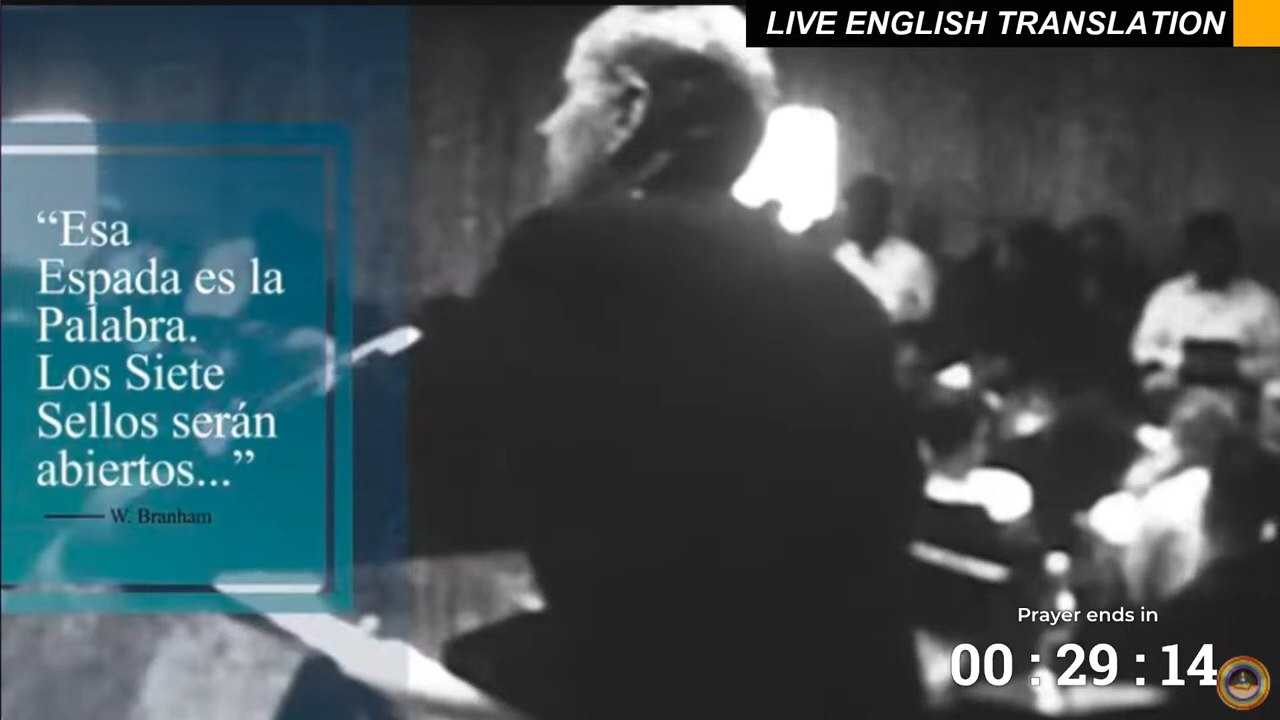 LIVE ENGLISH TRANSLATION
“Esa
Espada es la
Palabra.
Los Siete
Sellos serán
abiertos...”
W. Branham
Prayer ends in
00 : 29 : 14